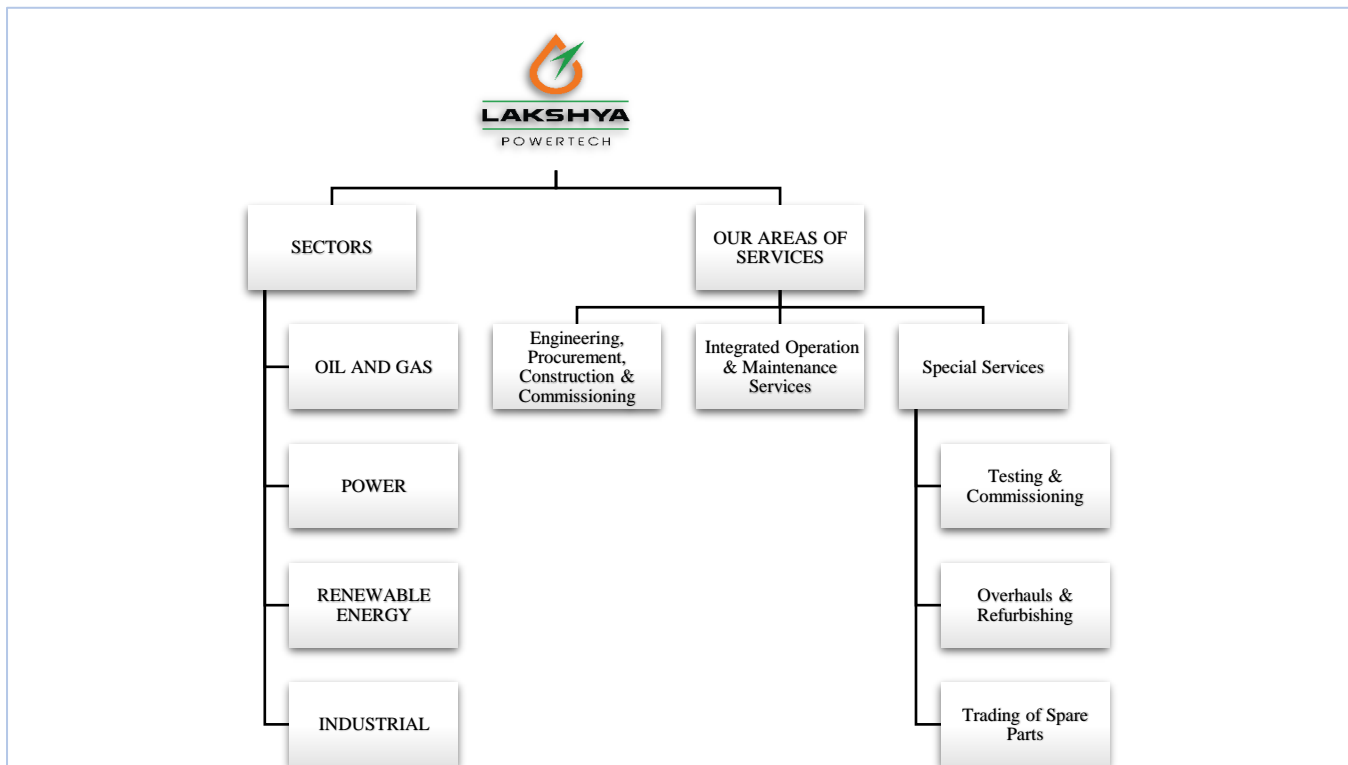 LAKSHYA
POWERTECH
SECTORS
OIL AND GAS
POWER
RENEWABLE
ENERGY
INDUSTRIAL
OUR AREAS OF
SERVICES
Engineering,
Procurement,
Construction &
Commissioning
Integrated Operation
& Maintenance
Services
Special Services
Testing &
Commissioning
Overhauls &
Refurbishing
Trading of Spare
Parts